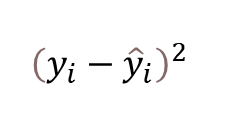 (yᵢ − ŷᵢ)²